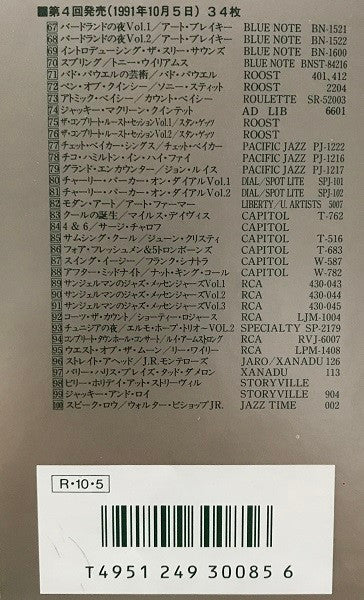 ■第4回発売(1991年10月5日) 34枚
67 バードランドの夜Vol.1／アート・ブレイキー BLUE NOTE BN-1521
68 バードランドの夜Vol.2／アート・ブレイキー BLUE NOTE BN-1522
69 イントロデューシング・ザ・スリー・サウンズ BLUE NOTE BN-1600
70 スプリング／トニー・ウイリアムス BLUE NOTE BNST-84216
71 バド・パウエルの芸術／バド・パウエル ROOST 401,412
72 ペン・オブ・クインシー／ソニー・スティット ROOST 2204
73 アトミック・ベイシー／カウント・ベイシー ROULETTE SR-52003
74 ジャッキー・マクリーン・クインテット AD LIB 6601
75 ザ・コンプリート・ルースト・セッションVol.1／スタン・ゲッツ ROOST
76 ザ・コンプリート・ルースト・セッションVol.2／スタン・ゲッツ ROOST
77 チェット・ベイカー・シングス／チェット・ベイカー PACIFIC JAZZ PJ-1222
78 チコ・ハミルトン・イン・ハイ・ファイ PACIFIC JAZZ PJ-1216
79 グランド・エンカウンター／ジョン・ルイス PACIFIC JAZZ PJ-1217
80 チャーリー・パーカー・オン・ダイアルVol.1 DIAL/SPOT LITE SPJ-101
81 チャーリー・パーカー・オン・ダイアルVol.2 DIAL/SPOT LITE SPJ-102
82 モダン・アート／アート・ファーマー LIBERTY/U. ARTISTS 5007
83 クールの誕生／マイルス・デイヴィス CAPITOL T-762
84 4＆6／サージ・チャロフ CAPITOL
85 サムシング・クール／ジューン・クリスティ CAPITOL T-516
86 フォア・フレッシュメン＆5トロンボーンズ CAPITOL T-683
87 スイング・イージー／フランク・シナトラ CAPITOL W-587
88 アフター・ミッドナイト／ナット・キング・コール CAPITOL W-782
89 サンジェルマンのジャズ・メッセンジャーズVol.1 RCA 430-043
90 サンジェルマンのジャズ・メッセンジャーズVol.2 RCA 430-044
91 サンジェルマンのジャズ・メッセンジャーズVol.3 RCA 430-045
92 コーツ・ザ・カウント／ショーティ・ロジャース RCA LJM-1004
93 チュニジアの夜／エルモ・ホープ・トリオ〜VOL.2 SPECIALTY SP-2179
94 コンプリート・タウンホール・コンサート／ルイ・アームストロング RCA RVJ-6007
95 ウエスト・オブ・ザ・ムーン／リー・ワイリー RCA LPM-1408
96 ストレイト・アヘッド／J.R.モンテローズ JARO/XANADU 126
97 バリー・ハリス・プレイズ・タッド・ダメロン XANADU 113
98 ビリー・ホリデイ・アット・ストーリーヴィル STORYVILLE
99 ジャッキー・アンド・ロイ STORYVILLE 904
100 スピーク・ロウ／ウォルター・ビショップJR. JAZZ TIME 002
R・10・5
T4951 249 30085 6